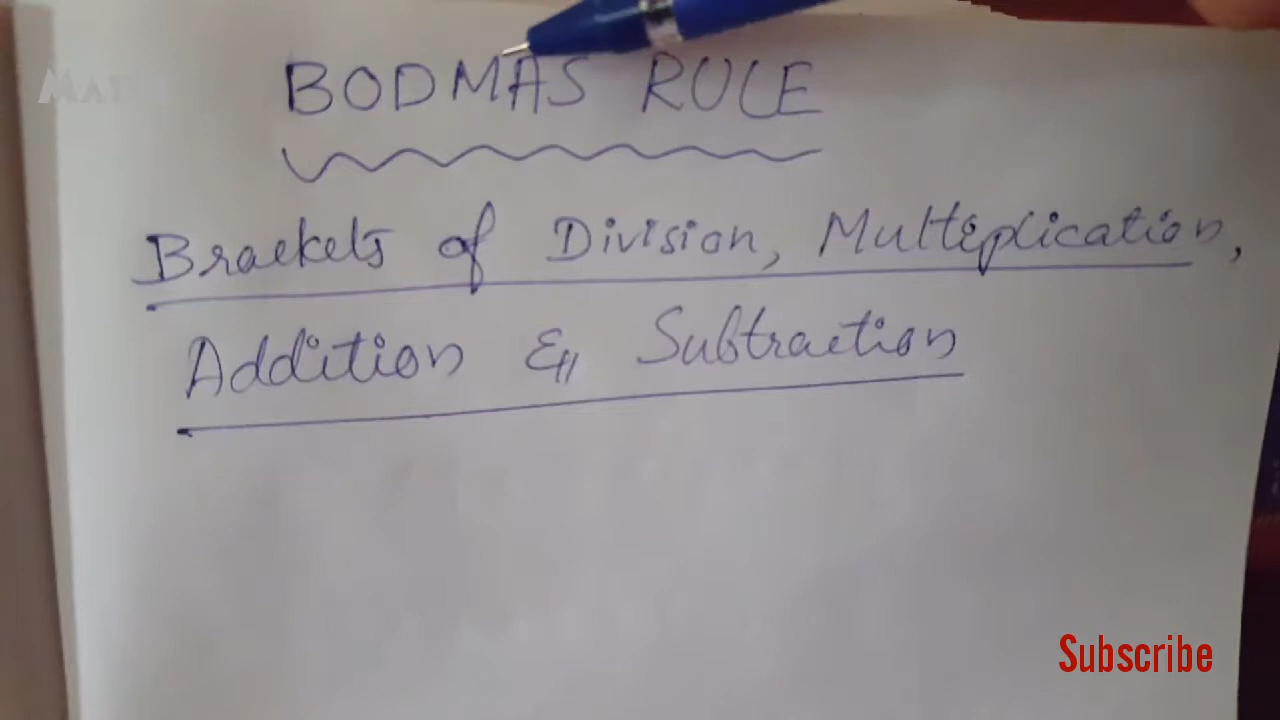 BODMAS RULE
Brackets of Division, Multiplication,
Addition & Subtraction
Subscribe